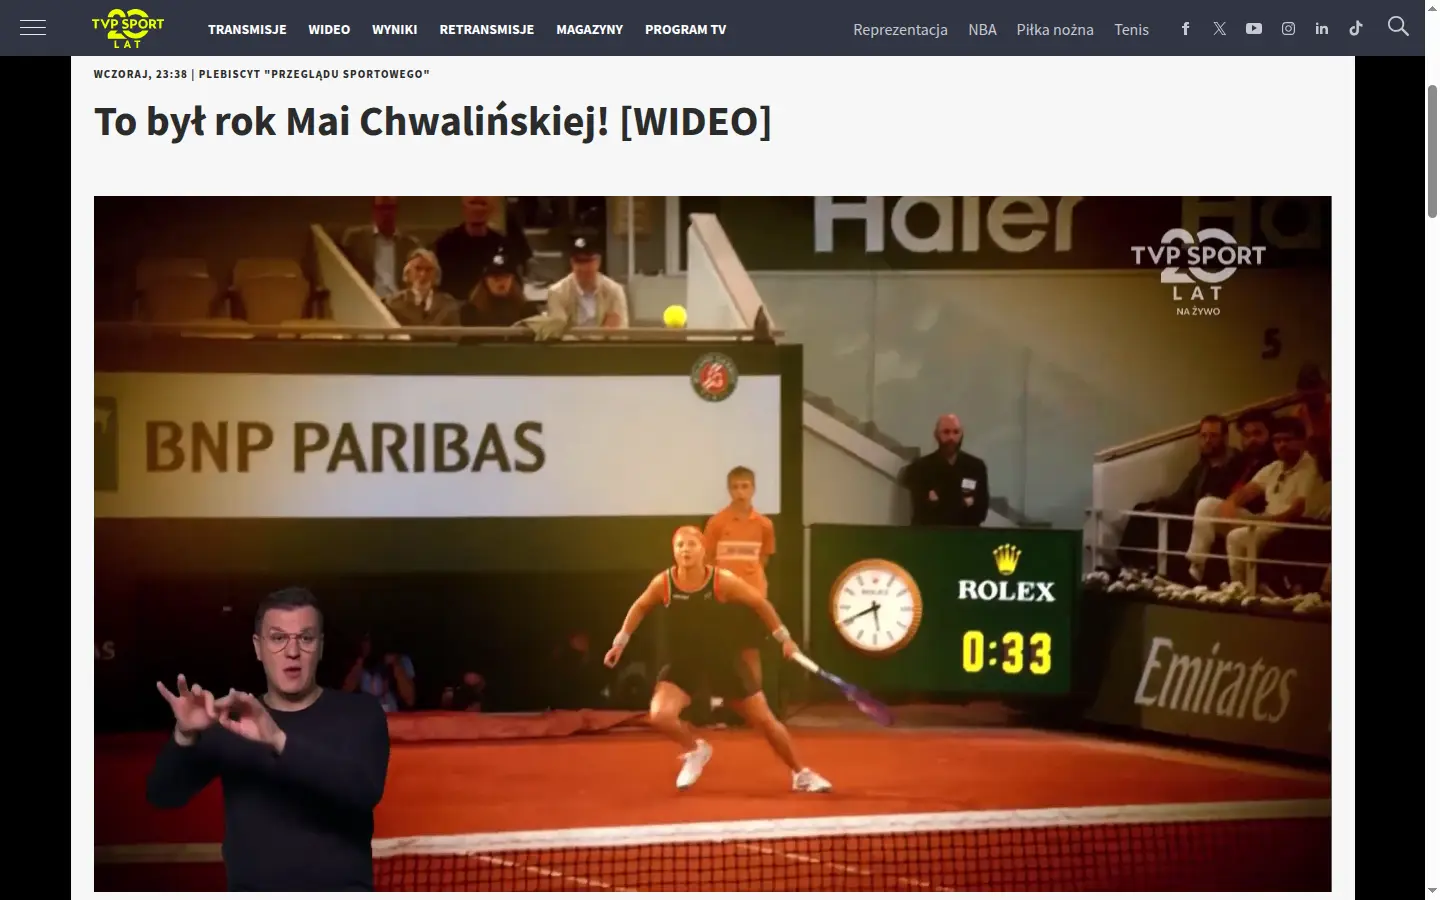 TVP SPORT
20 LAT
TRANSMISJE
WIDEO
WYNIKI
RETRANSMISJE
MAGAZYNY
PROGRAM TV
Reprezentacja
NBA
Piłka nożna
Tenis
WCZORAJ, 23:38 | PLEBISCYT "PRZEGLĄDU SPORTOWEGO"
To był rok Mai Chwalińskiej! [WIDEO]
Haier
TVP SPORT
20 LAT
NA ŻYWO
5
BNP PARIBAS
ROLEX
0:33
Emirates